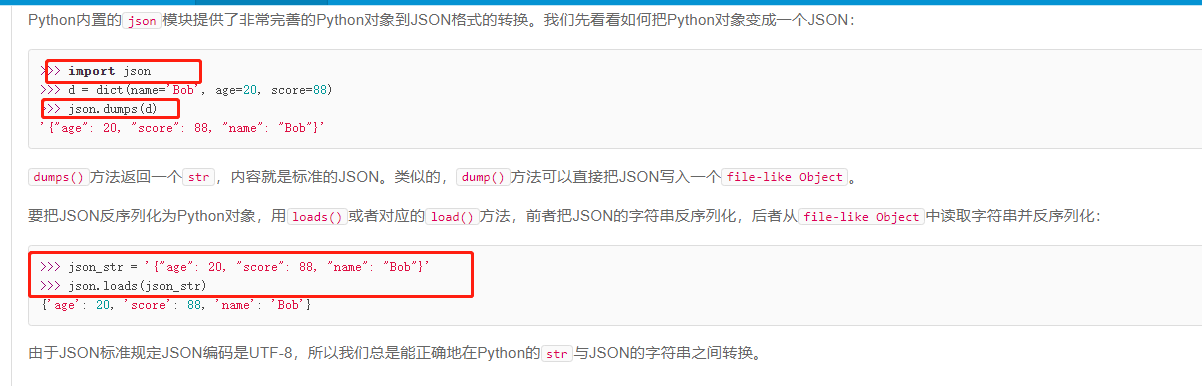 Python内置的json模块提供了非常完善的Python对象到JSON格式的转换。我们先看看如何把Python对象变成一个JSON：
>>> import json
>>> d = dict(name='Bob', age=20, score=88)
>>> json.dumps(d)
'{"age": 20, "score": 88, "name": "Bob"}'
dumps()方法返回一个str，内容就是标准的JSON。类似的，dump()方法可以直接把JSON写入一个file-like Object。
要把JSON反序列化为Python对象，用loads()或者对应的load()方法，前者把JSON的字符串反序列化，后者从file-like Object中读取字符串并反序列化：
>>> json_str = '{"age": 20, "score": 88, "name": "Bob"}'
>>> json.loads(json_str)
{'age': 20, 'score': 88, 'name': 'Bob'}
由于JSON标准规定JSON编码是UTF-8，所以我们总是能正确地在Python的str与JSON的字符串之间转换。